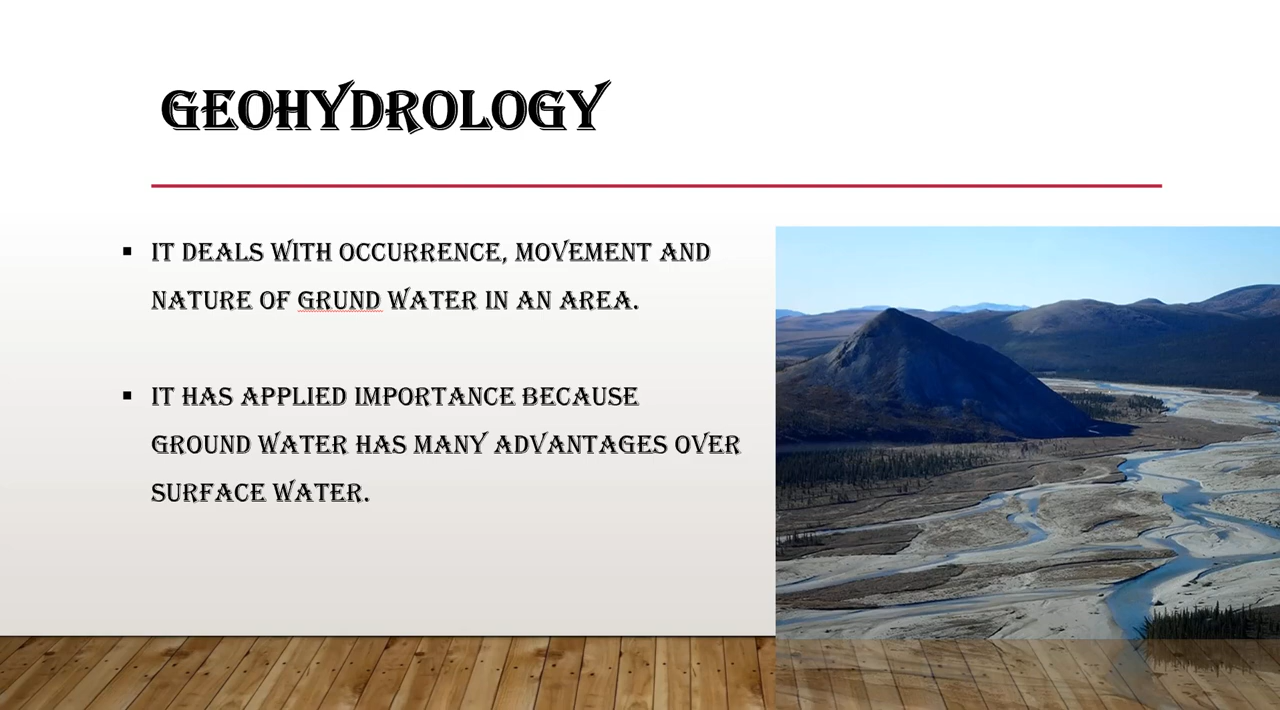 GEOHYDROLOGY
▪ IT DEALS WITH OCCURRENCE, MOVEMENT AND
NATURE OF GRUND WATER IN AN AREA.
▪ IT HAS APPLIED IMPORTANCE BECAUSE
GROUND WATER HAS MANY ADVANTAGES OVER
SURFACE WATER.